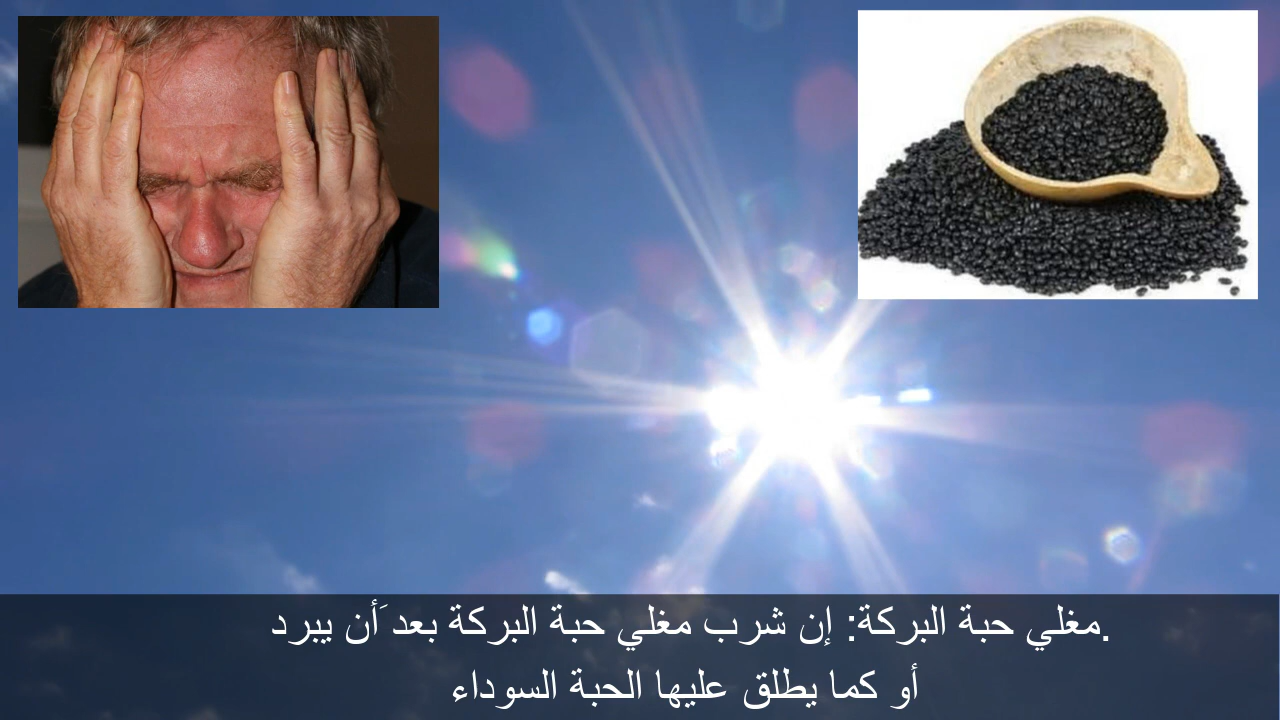 مغلي حبة البركة: إن شرب مغلي حبة البركة بعد َأن يبرد.
أو كما يطلق عليها الحبة السوداء